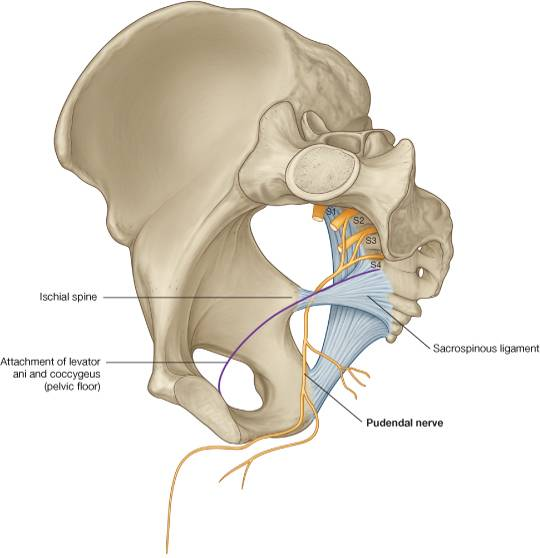 S1
S2
S3
S4
Ischial spine
Sacrospinous ligament
Attachment of levator
ani and coccygeus
(pelvic floor)
Pudendal nerve